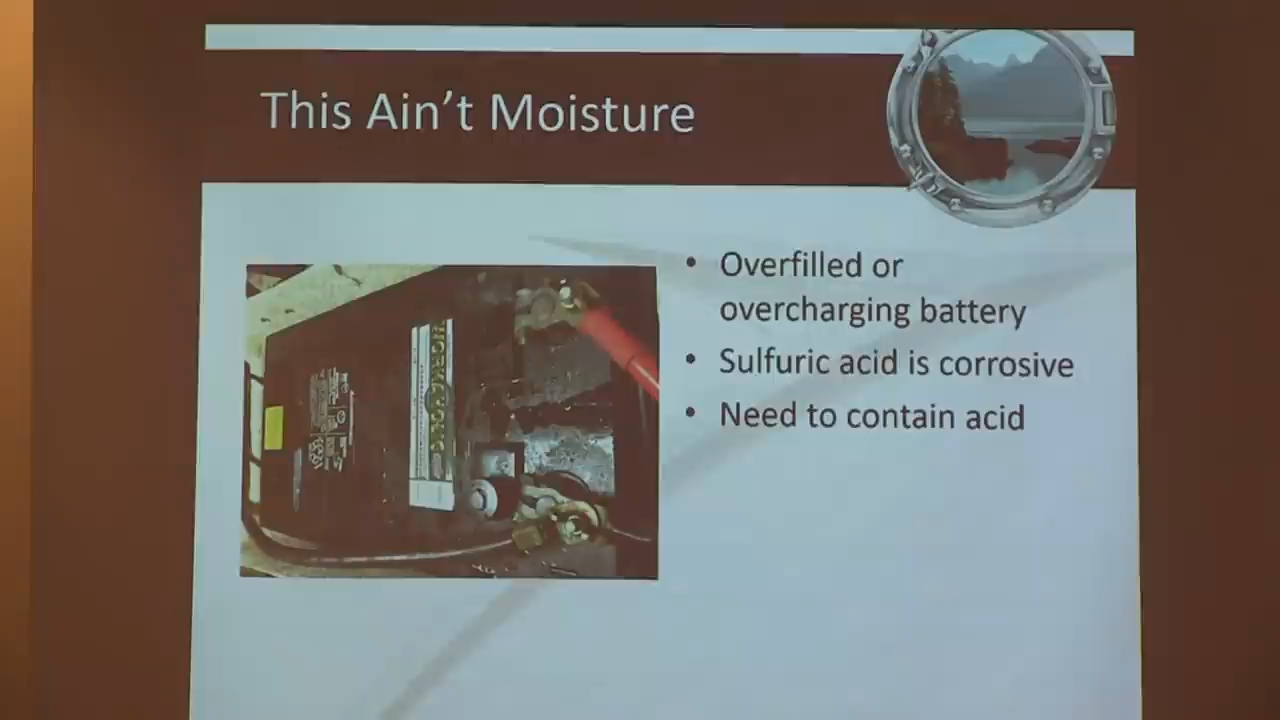 This Ain't Moisture
• Overfilled or
overcharging battery
• Sulfuric acid is corrosive
• Need to contain acid